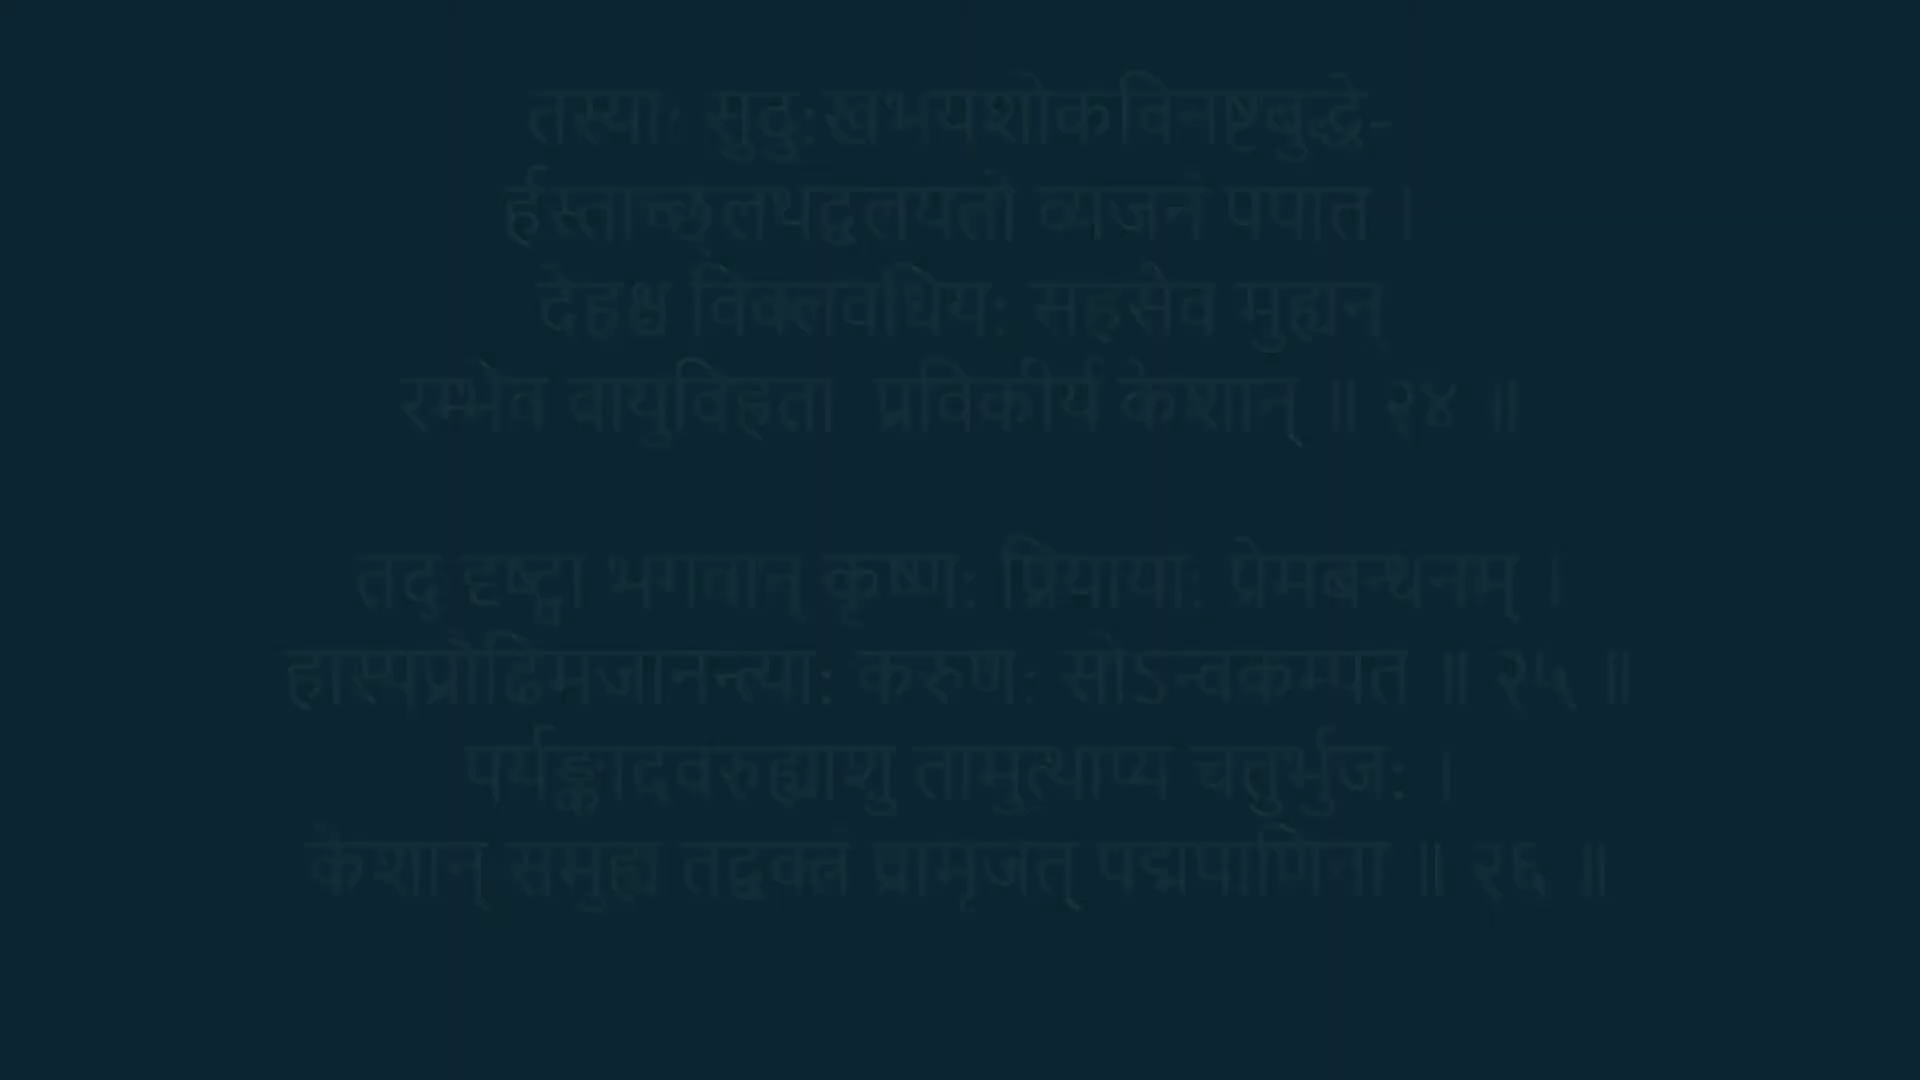 तस्याः सुदुःखभयशोकविनष्टबुद्धे-
र्हस्ताच्छ्लथद्वलयतो व्यजनं पपात ।
देहश्च विक्लवधियः सहसैव मुह्यन्
रम्भेव वायुविहता प्रविकीर्य केशान् ॥ २४ ॥
तद् दृष्ट्वा भगवान् कृष्णः प्रियायाः प्रेमबन्धनम् ।
हास्यप्रौढिमजानन्त्याः करुणः सोऽन्वकम्पत ॥ २५ ॥
पर्यङ्कादवरुह्याशु तामुत्थाप्य चतुर्भुजः ।
केशान् समुह्य तद्वक्त्रं प्रामृजत् पद्मपाणिना ॥ २६ ॥